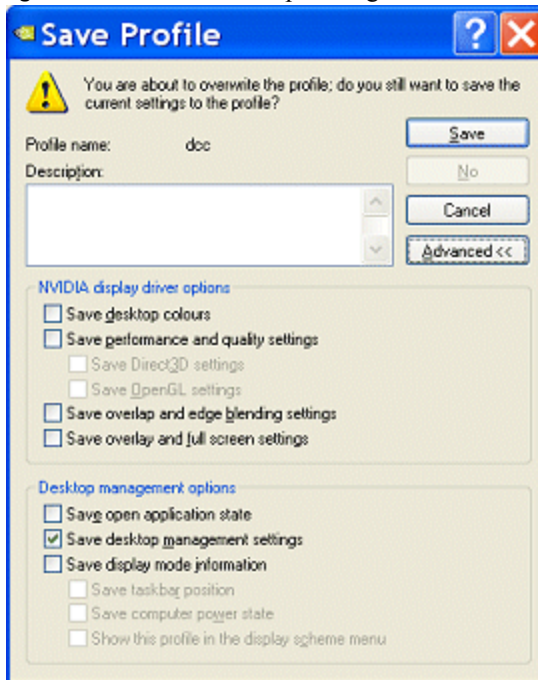 Save Profile
You are about to overwrite the profile; do you still want to save the
current settings to the profile?
Profile name: dcc
Save
Description:
No
Cancel
Advanced <<
NVIDIA display driver options
Save desktop colours
Save performance and quality settings
Save Direct3D settings
Save OpenGL settings
Save overlap and edge blending settings
Save overlay and full screen settings
Desktop management options
Save open application state
Save desktop management settings
Save display mode information
Save taskbar position
Save computer power state
Show this profile in the display scheme menu